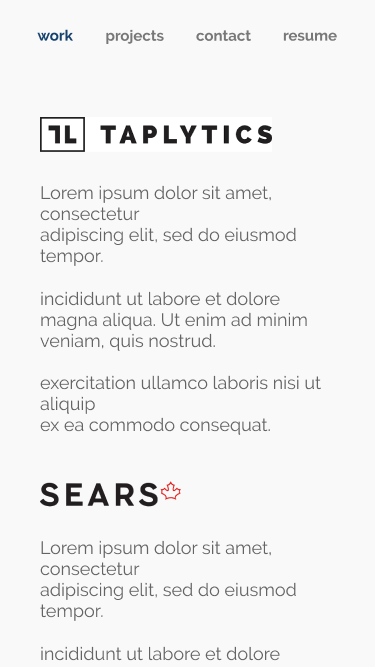 work projects contact resume
TL TAPLYTICS
Lorem ipsum dolor sit amet,
consectetur
adipiscing elit, sed do eiusmod
tempor.
incididunt ut labore et dolore
magna aliqua. Ut enim ad minim
veniam, quis nostrud.
exercitation ullamco laboris nisi ut
aliquip
ex ea commodo consequat.
SEARS
Lorem ipsum dolor sit amet,
consectetur
adipiscing elit, sed do eiusmod
tempor.
incididunt ut labore et dolore